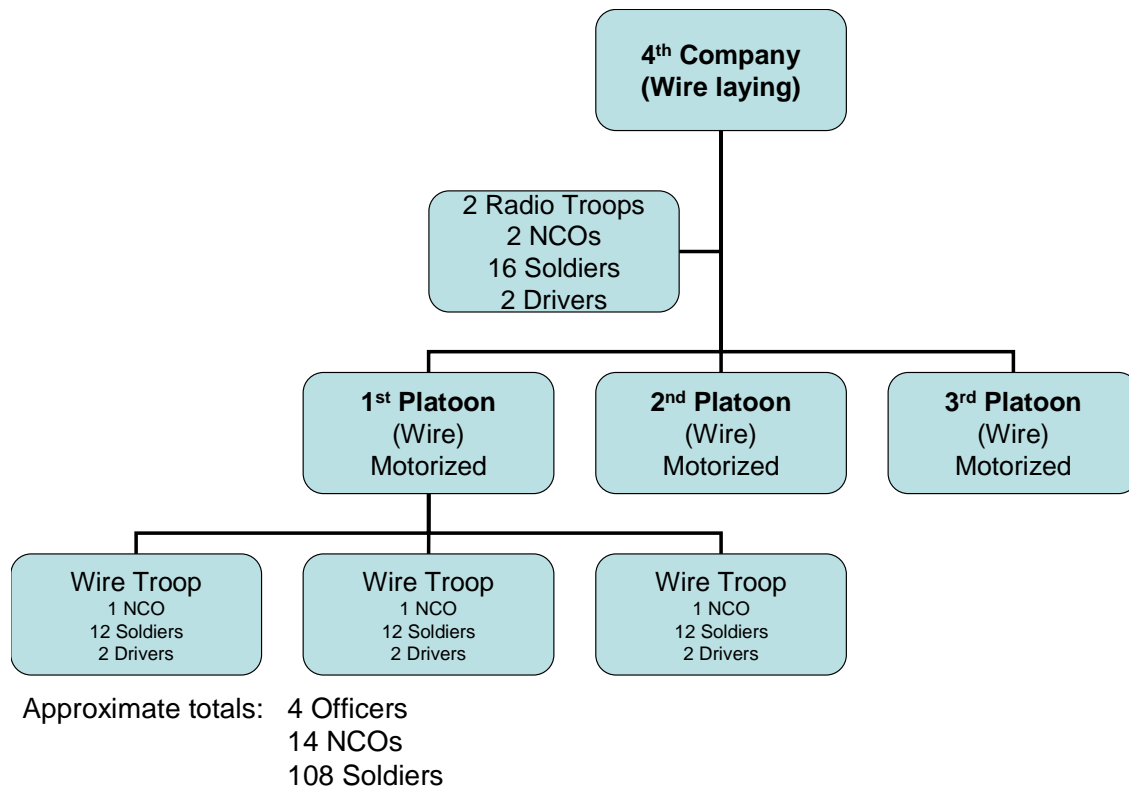 4th Company
(Wire laying)
2 Radio Troops
2 NCOs
16 Soldiers
2 Drivers
1st Platoon
(Wire)
Motorized
2nd Platoon
(Wire)
Motorized
3rd Platoon
(Wire)
Motorized
Wire Troop
1 NCO
12 Soldiers
2 Drivers
Wire Troop
1 NCO
12 Soldiers
2 Drivers
Wire Troop
1 NCO
12 Soldiers
2 Drivers
Approximate totals: 4 Officers
14 NCOs
108 Soldiers